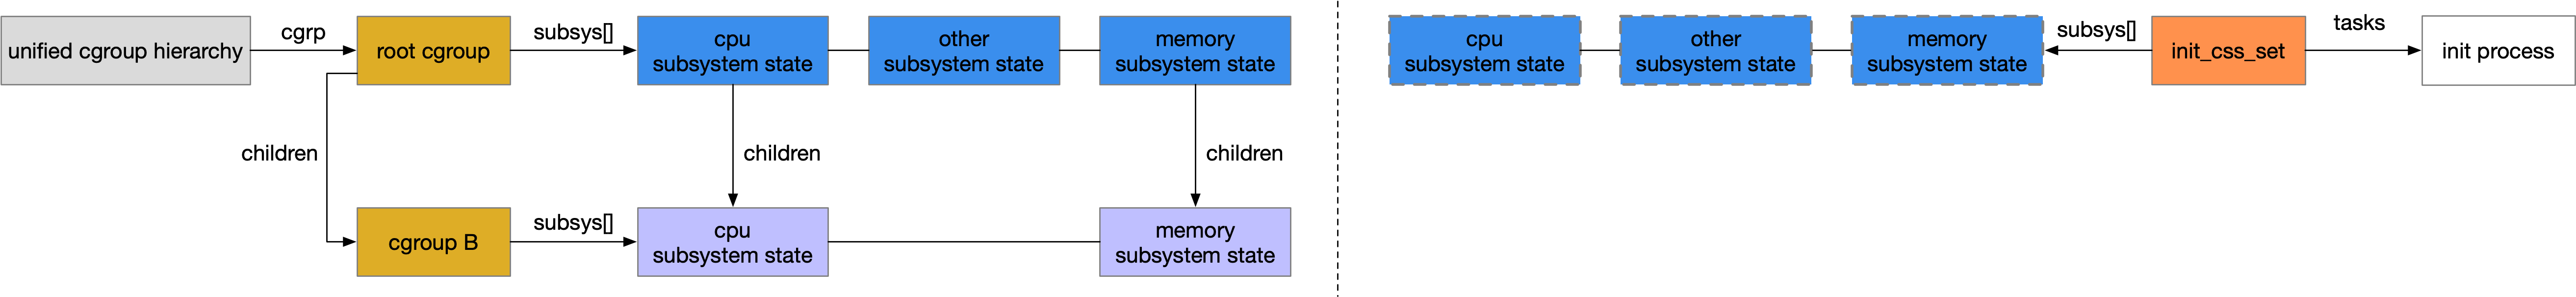 unified cgroup hierarchy
cgrp
root cgroup
subsys[]
cpu
subsystem state
other
subsystem state
memory
subsystem state
children
children
children
cgroup B
subsys[]
cpu
subsystem state
memory
subsystem state
cpu
subsystem state
other
subsystem state
memory
subsystem state
subsys[]
init_css_set
tasks
init process